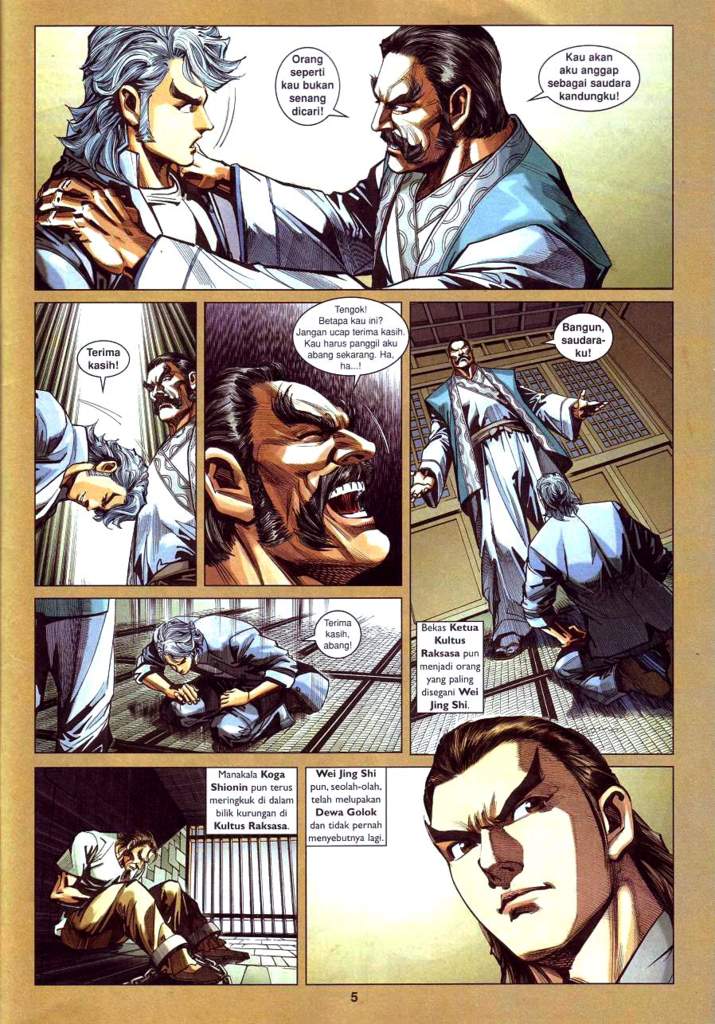 Orang
seperti
kau bukan
senang
dicari!
Kau akan
aku anggap
sebagai saudara
kandungku!
Terima
kasih!
Tengok!
Betapa kau ini?
Jangan ucap terima kasih.
Kau harus panggil aku
abang sekarang. Ha,
ha...!
Bangun,
saudara-
ku!
Terima
kasih,
abang!
Bekas Ketua
Kultus
Raksasa pun
menjadi orang
yang paling
disegani Wei
Jing Shi.
Manakala Koga
Shionin pun terus
meringkuk di dalam
bilik kurungan di
Kultus Raksasa.
Wei Jing Shi
pun, seolah-olah,
telah melupakan
Dewa Golok
dan tidak pernah
menyebutnya lagi.
5